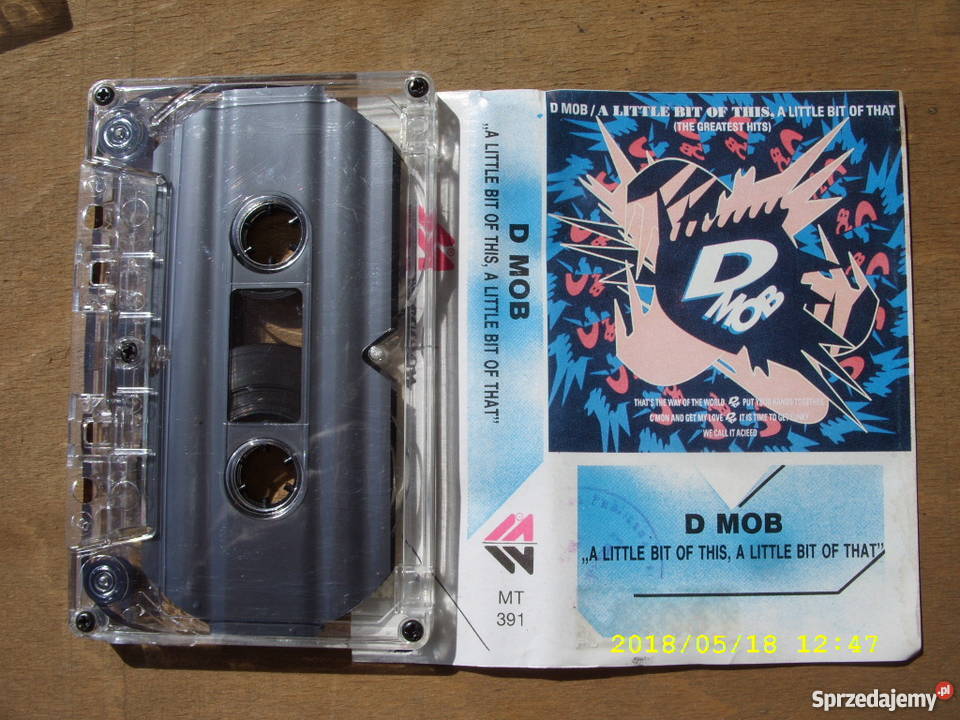 D MOB / A LITTLE BIT OF THIS, A LITTLE BIT OF THAT
(THE GREATEST HITS)
D MOB
THAT'S THE WAY OF THE WORLD PUT YOUR HANDS TOGETHER
C'MON AND GET MY LOVE IT IS TIME TO GET FUNKY
WE CALL IT ACIEED
D MOB
„A LITTLE BIT OF THIS, A LITTLE BIT OF THAT”
D MOB
„A LITTLE BIT OF THIS, A LITTLE BIT OF THAT”
MT
391
2018/05/18 12:47
Sprzedajemy.pl